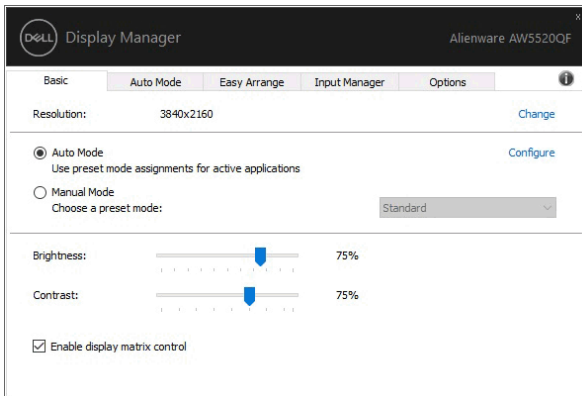 DELL Display Manager Alienware AW5520QF
Basic Auto Mode Easy Arrange Input Manager Options
Resolution: 3840x2160 Change
Auto Mode Configure
Use preset mode assignments for active applications
Manual Mode
Choose a preset mode: Standard
Brightness: 75%
Contrast: 75%
Enable display matrix control